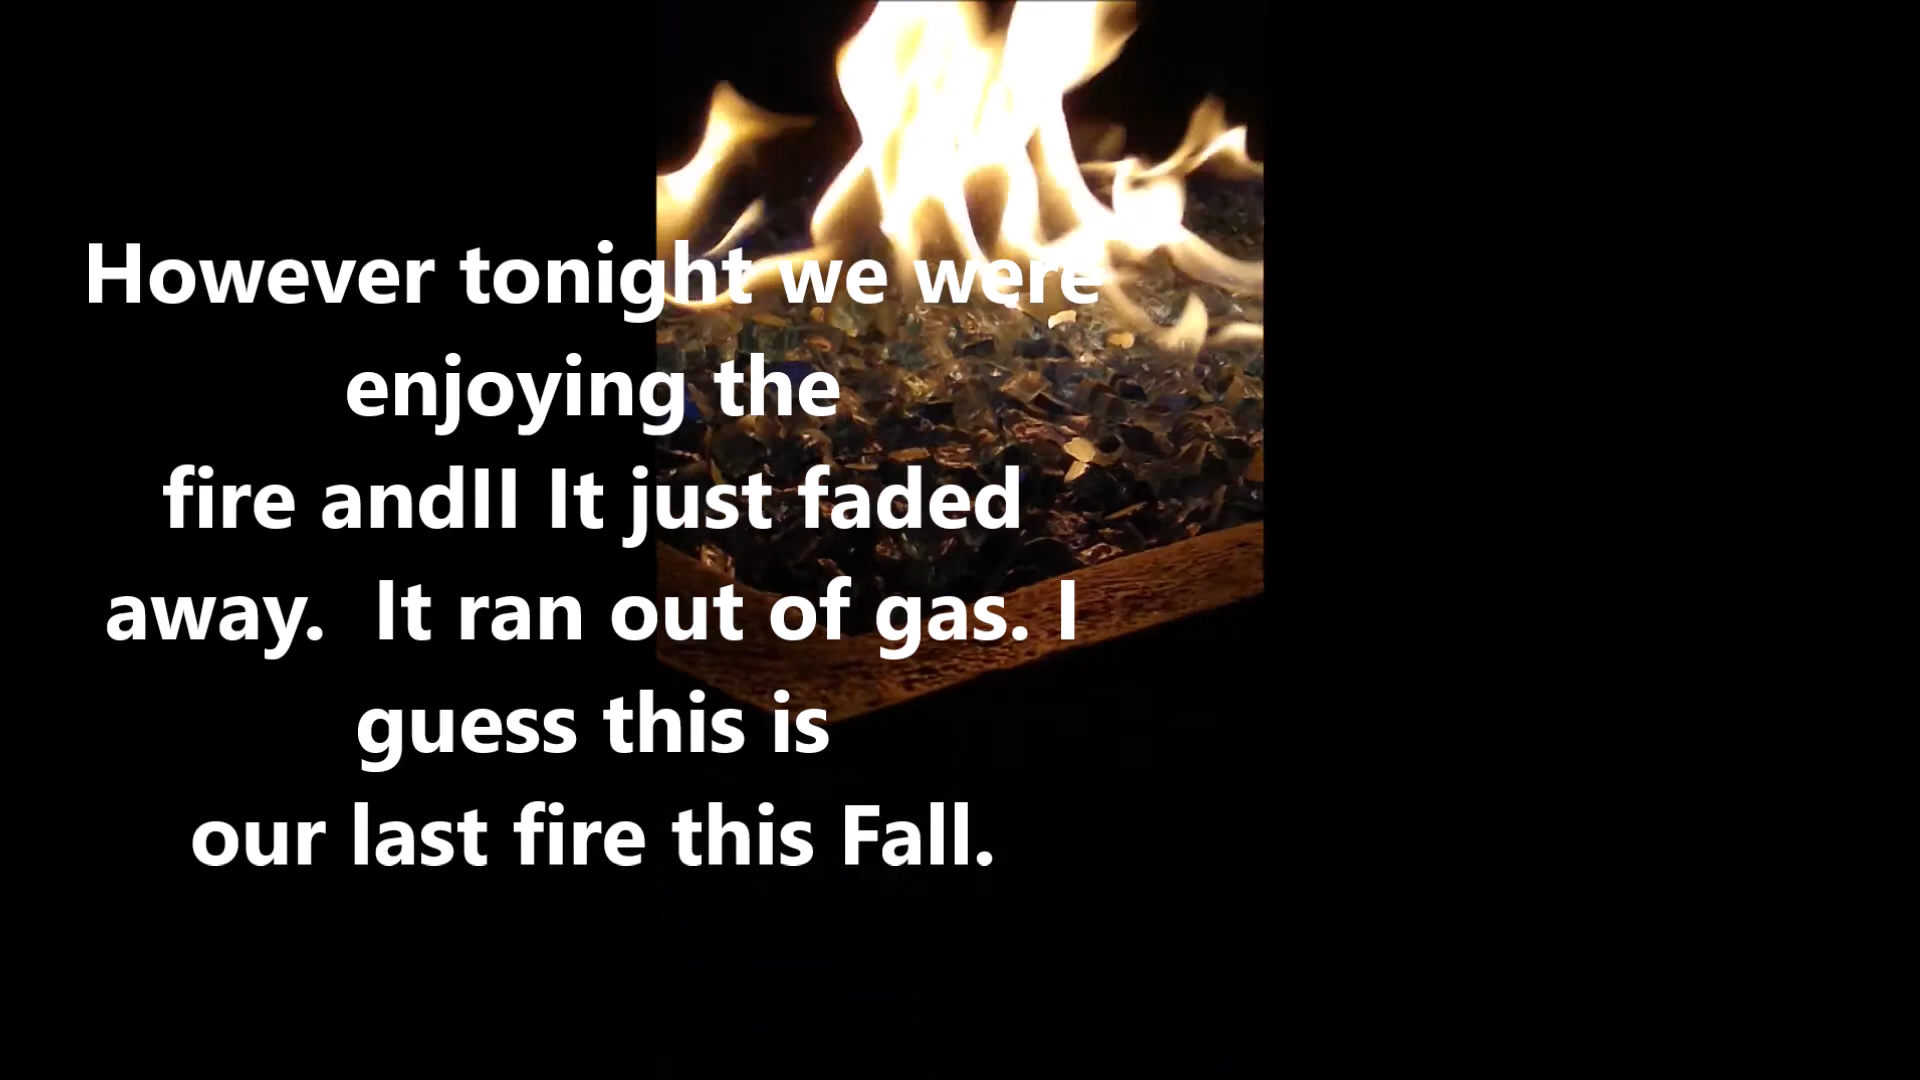 However tonight we were
enjoying the
fire andII It just faded
away.  It ran out of gas. I
guess this is
our last fire this Fall.